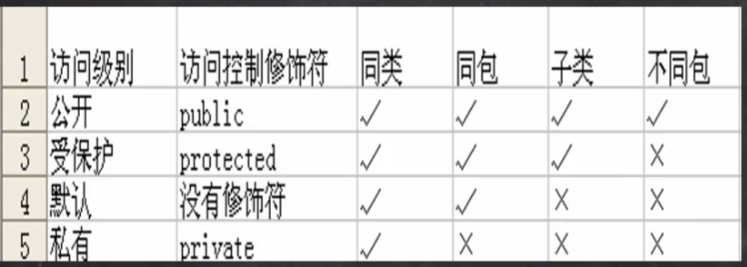 1 访问级别 访问控制修饰符 同类 同包 子类 不同包
2 公开 public ✓ ✓ ✓ ✓
3 受保护 protected ✓ ✓ ✓ ×
4 默认 没有修饰符 ✓ ✓ × ×
5 私有 private ✓ × × ×